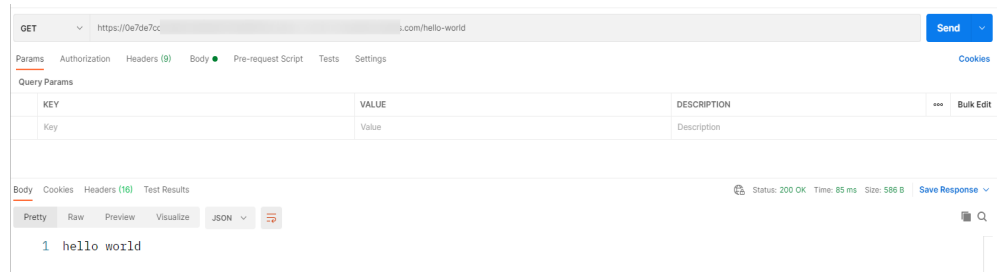 GET https://0e7de7cc s.com/hello-world Send
Params Authorization Headers (9) Body Pre-request Script Tests Settings Cookies
Query Params
KEY VALUE DESCRIPTION ooo Bulk Edit
Key Value Description
Body Cookies Headers (16) Test Results Status: 200 OK Time: 85 ms Size: 586 B Save Response
Pretty Raw Preview Visualize JSON
1 hello world